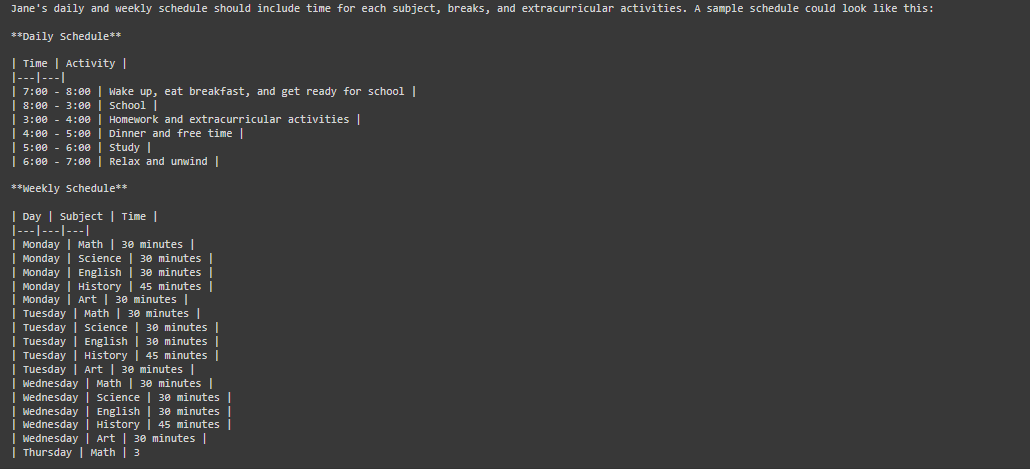 Jane's daily and weekly schedule should include time for each subject, breaks, and extracurricular activities. A sample schedule could look like this:
**Daily Schedule**
| Time | Activity |
|---|---|
| 7:00 - 8:00 | Wake up, eat breakfast, and get ready for school |
| 8:00 - 3:00 | School |
| 3:00 - 4:00 | Homework and extracurricular activities |
| 4:00 - 5:00 | Dinner and free time |
| 5:00 - 6:00 | Study |
| 6:00 - 7:00 | Relax and unwind |
**Weekly Schedule**
| Day | Subject | Time |
|---|---|---|
| Monday | Math | 30 minutes |
| Monday | Science | 30 minutes |
| Monday | English | 30 minutes |
| Monday | History | 45 minutes |
| Monday | Art | 30 minutes |
| Tuesday | Math | 30 minutes |
| Tuesday | Science | 30 minutes |
| Tuesday | English | 30 minutes |
| Tuesday | History | 45 minutes |
| Tuesday | Art | 30 minutes |
| Wednesday | Math | 30 minutes |
| Wednesday | Science | 30 minutes |
| Wednesday | English | 30 minutes |
| Wednesday | History | 45 minutes |
| Wednesday | Art | 30 minutes |
| Thursday | Math | 3